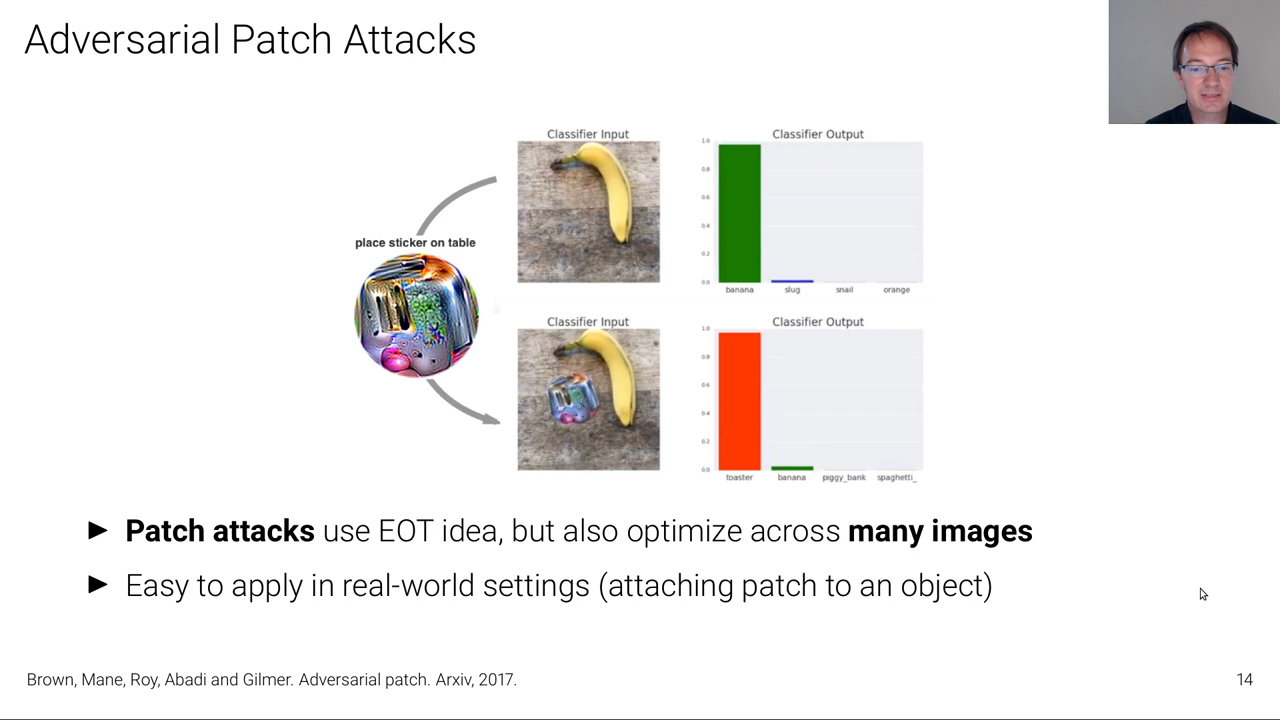 Adversarial Patch Attacks
Classifier Input
Classifier Output
1.0
0.8
0.6
0.4
0.2
0.0
banana slug snail orange
place sticker on table
Classifier Input
Classifier Output
1.0
0.8
0.6
0.4
0.2
0.0
toaster banana piggy_bank spaghetti_
► Patch attacks use EOT idea, but also optimize across many images
► Easy to apply in real-world settings (attaching patch to an object)
Brown, Mane, Roy, Abadi and Gilmer. Adversarial patch. Arxiv, 2017.
14